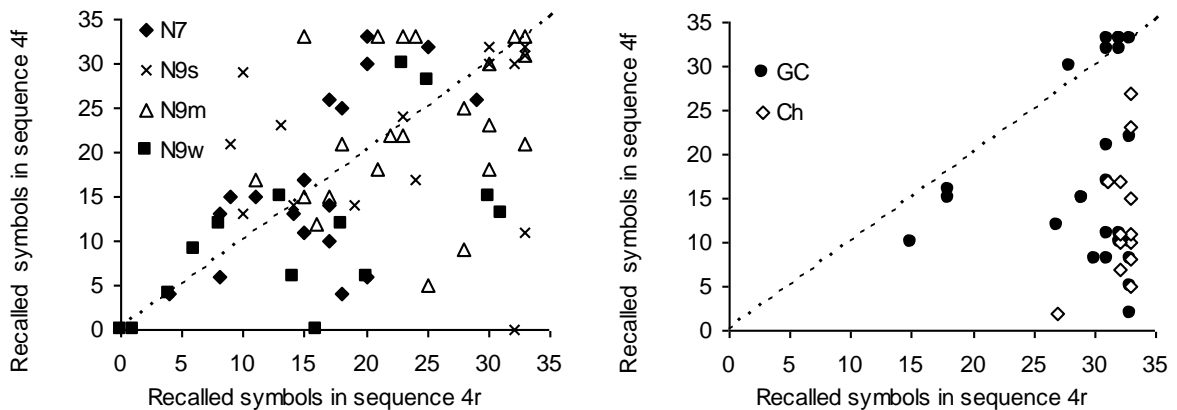 Recalled symbols in sequence 4f
35
30
25
20
15
10
5
0
N7
N9s
N9m
N9w
0 5 10 15 20 25 30 35
Recalled symbols in sequence 4r
Recalled symbols in sequence 4f
35
30
25
20
15
10
5
0
GC
Ch
0 5 10 15 20 25 30 35
Recalled symbols in sequence 4r